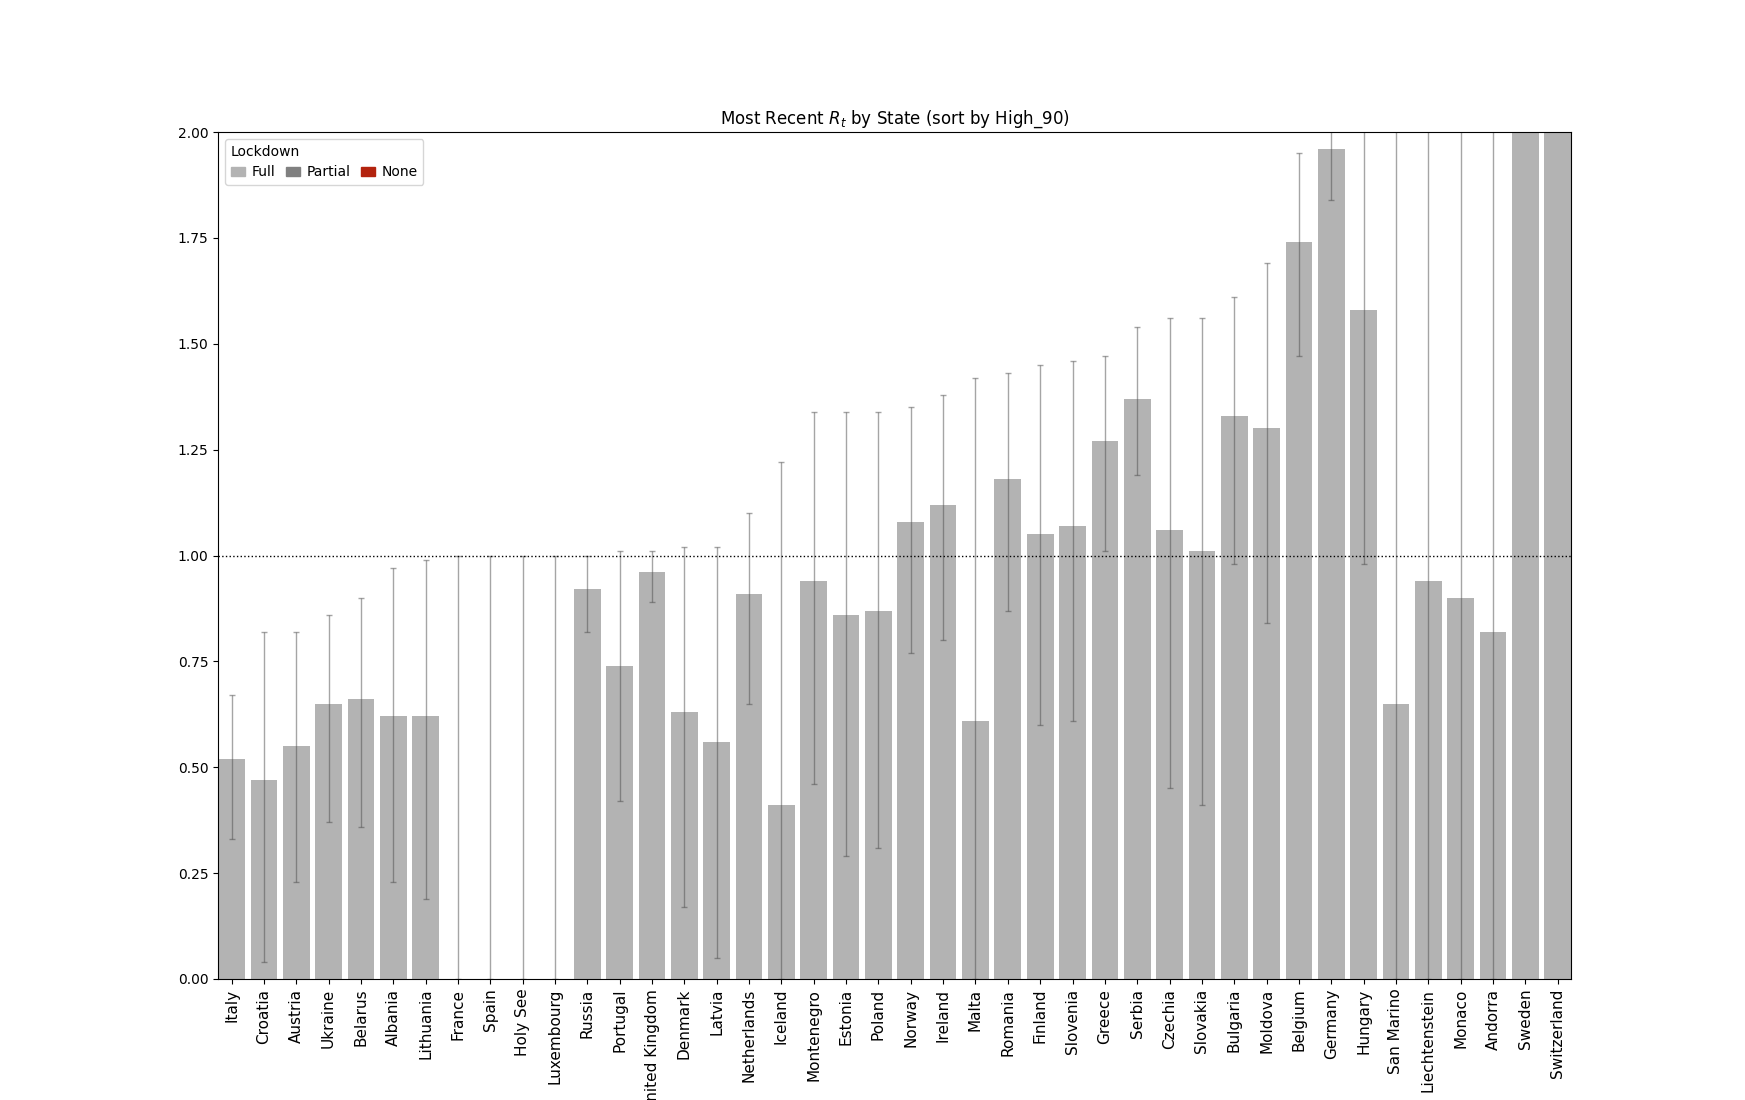 Most Recent R_t by State (sort by High_90)
Lockdown
Full Partial None
2.00
1.75
1.50
1.25
1.00
0.75
0.50
0.25
0.00
Italy
Croatia
Austria
Ukraine
Belarus
Albania
Lithuania
France
Spain
Holy See
Luxembourg
Russia
Portugal
nited Kingdom
Denmark
Latvia
Netherlands
Iceland
Montenegro
Estonia
Poland
Norway
Ireland
Malta
Romania
Finland
Slovenia
Greece
Serbia
Czechia
Slovakia
Bulgaria
Moldova
Belgium
Germany
Hungary
San Marino
Liechtenstein
Monaco
Andorra
Sweden
Switzerland